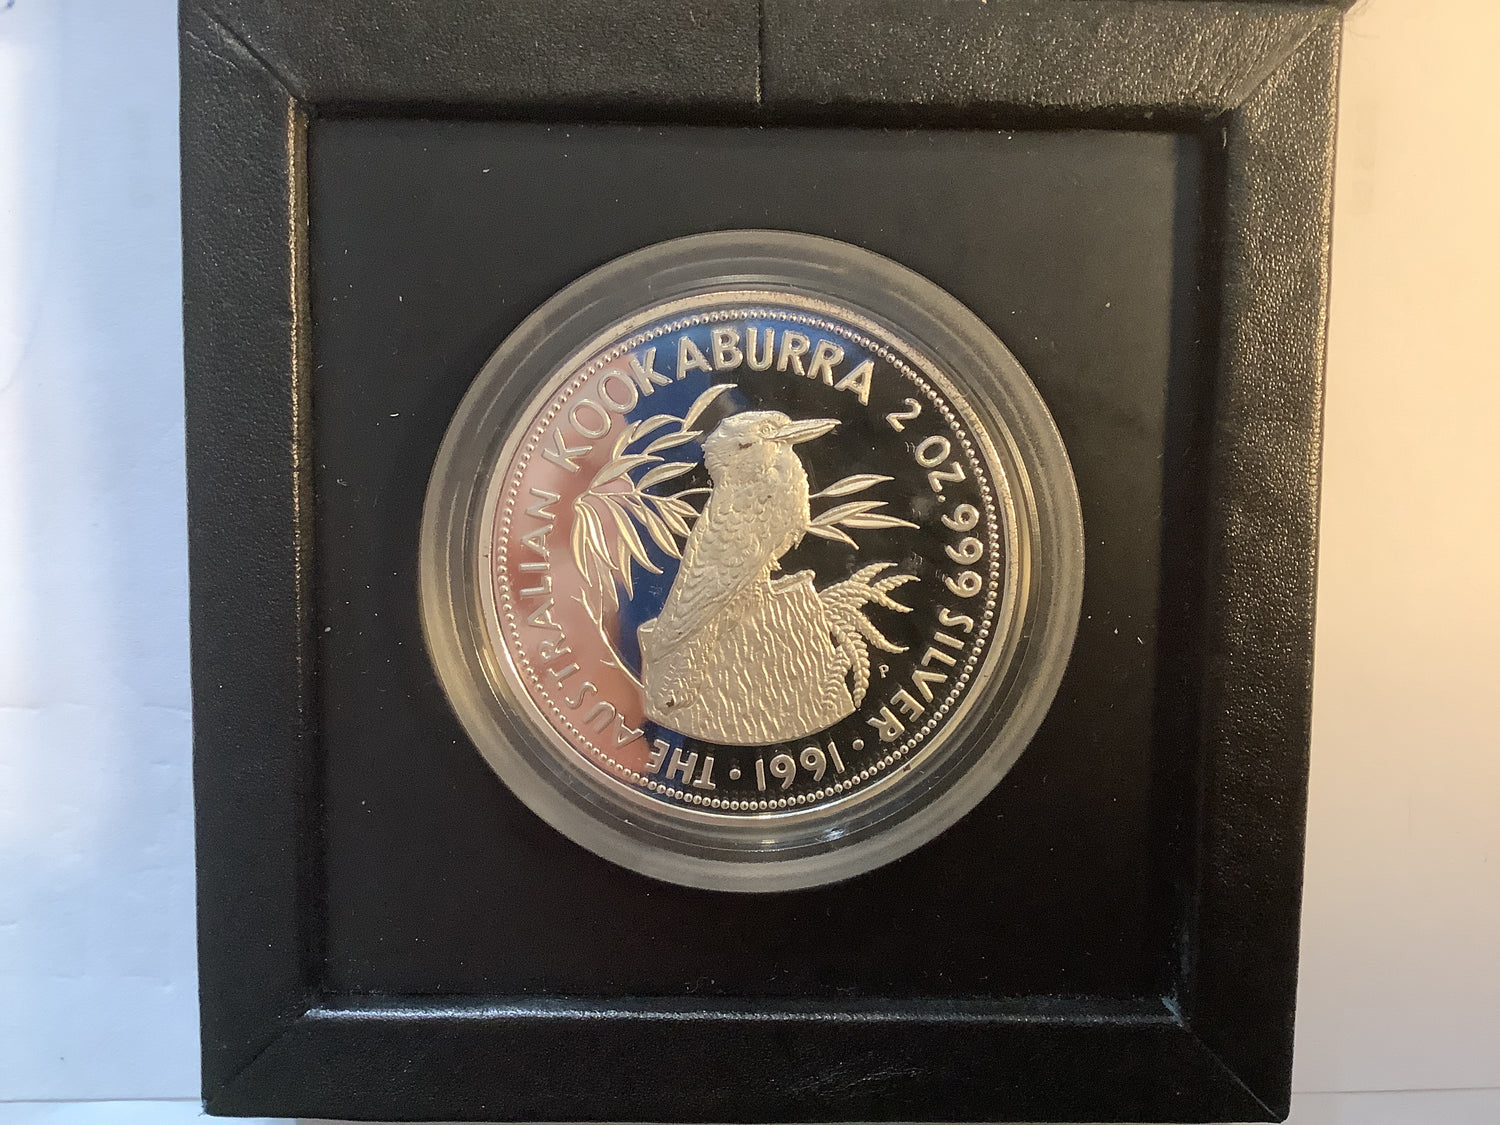 THE AUSTRALIAN KOOKABURRA 2 OZ. 999 SILVER • 1991 •
P